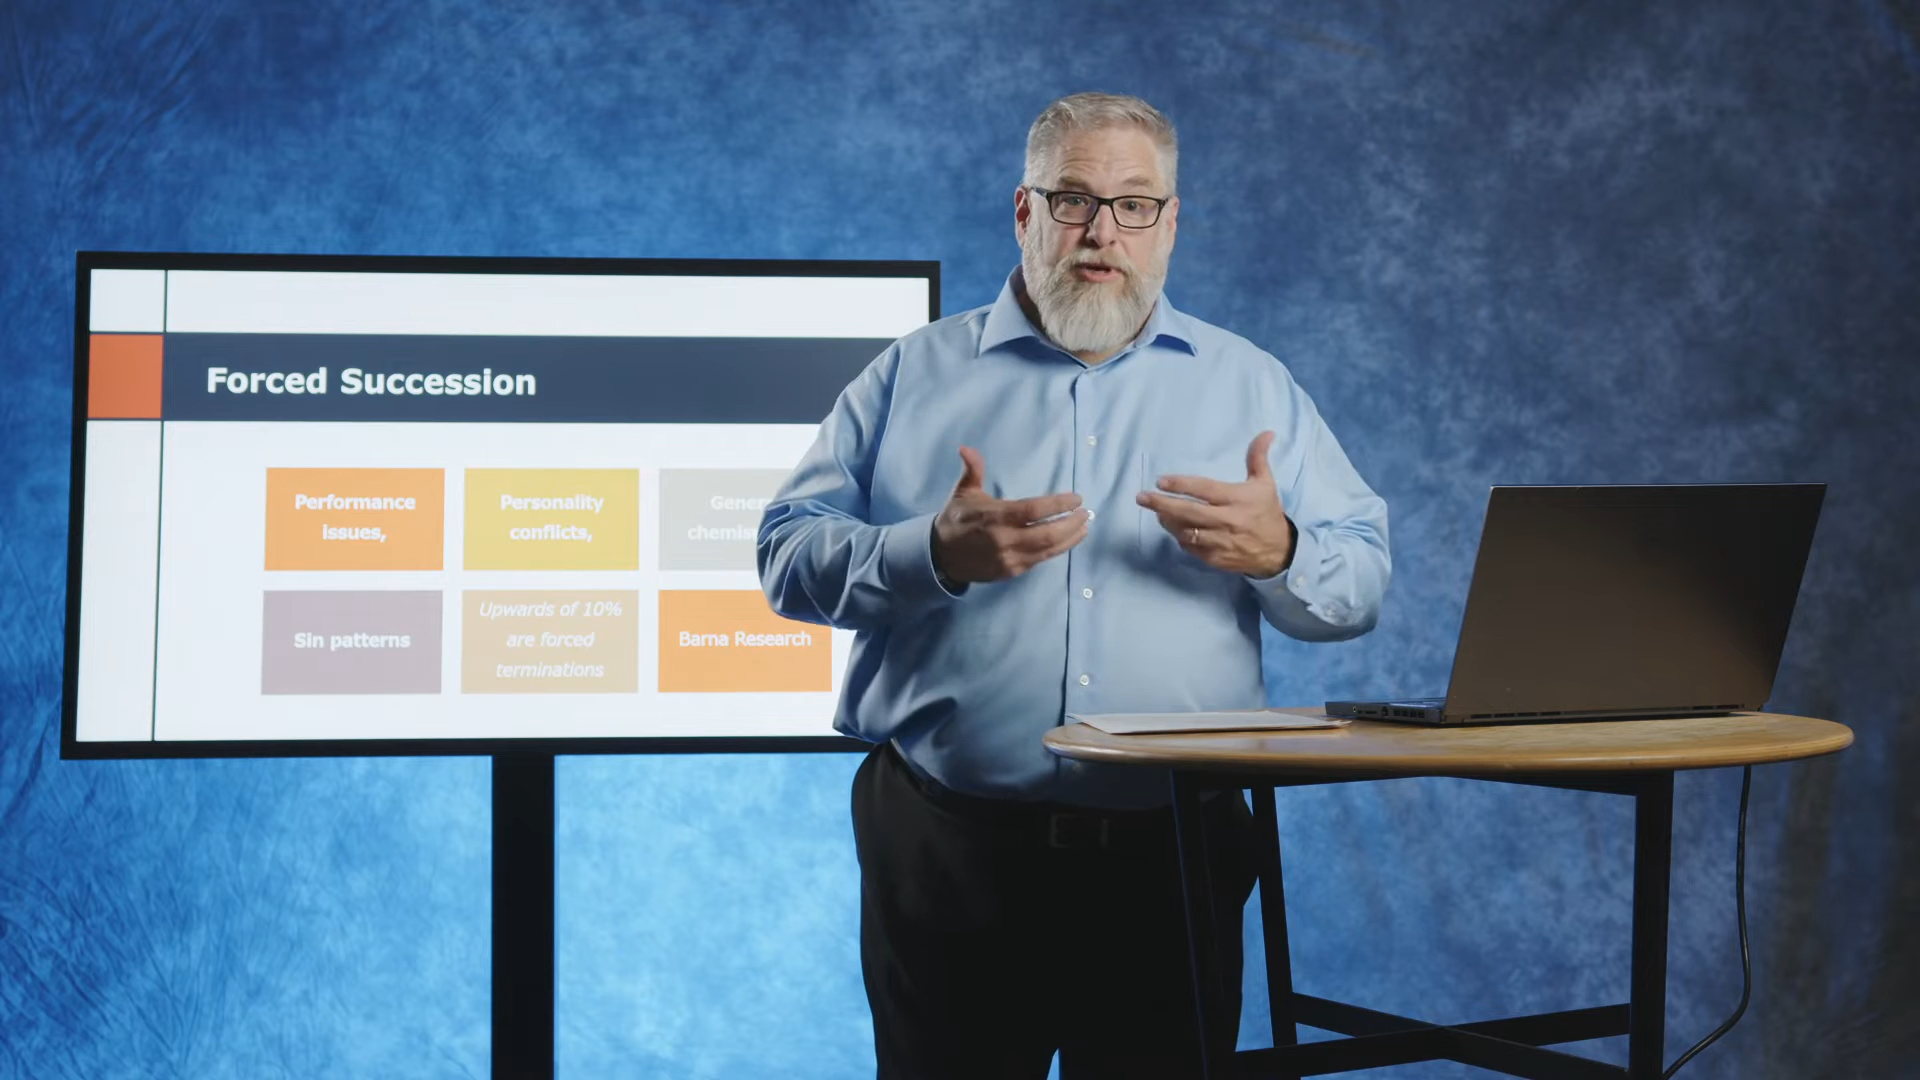 Forced Succession
Performance
issues,
Personality
conflicts,
Sin patterns
Upwards of 10%
are forced
terminations
Barna Research